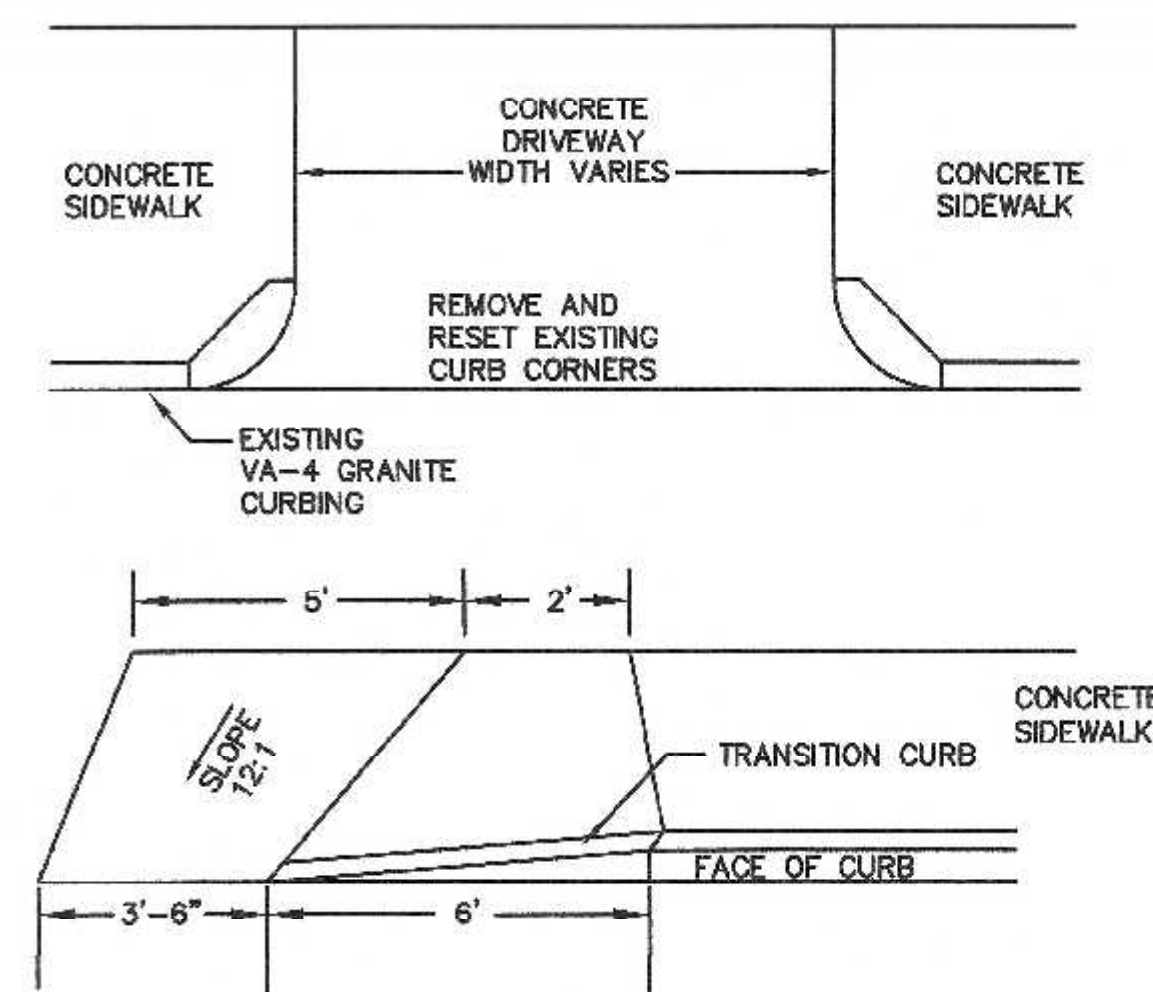 CONCRETE
DRIVEWAY
WIDTH VARIES
CONCRETE
SIDEWALK
CONCRETE
SIDEWALK
REMOVE AND
RESET EXISTING
CURB CORNERS
EXISTING
VA-4 GRANITE
CURBING
5'
2'
SLOPE
12:1
CONCRETE
SIDEWALK
TRANSITION CURB
FACE OF CURB
3'-6"
6'